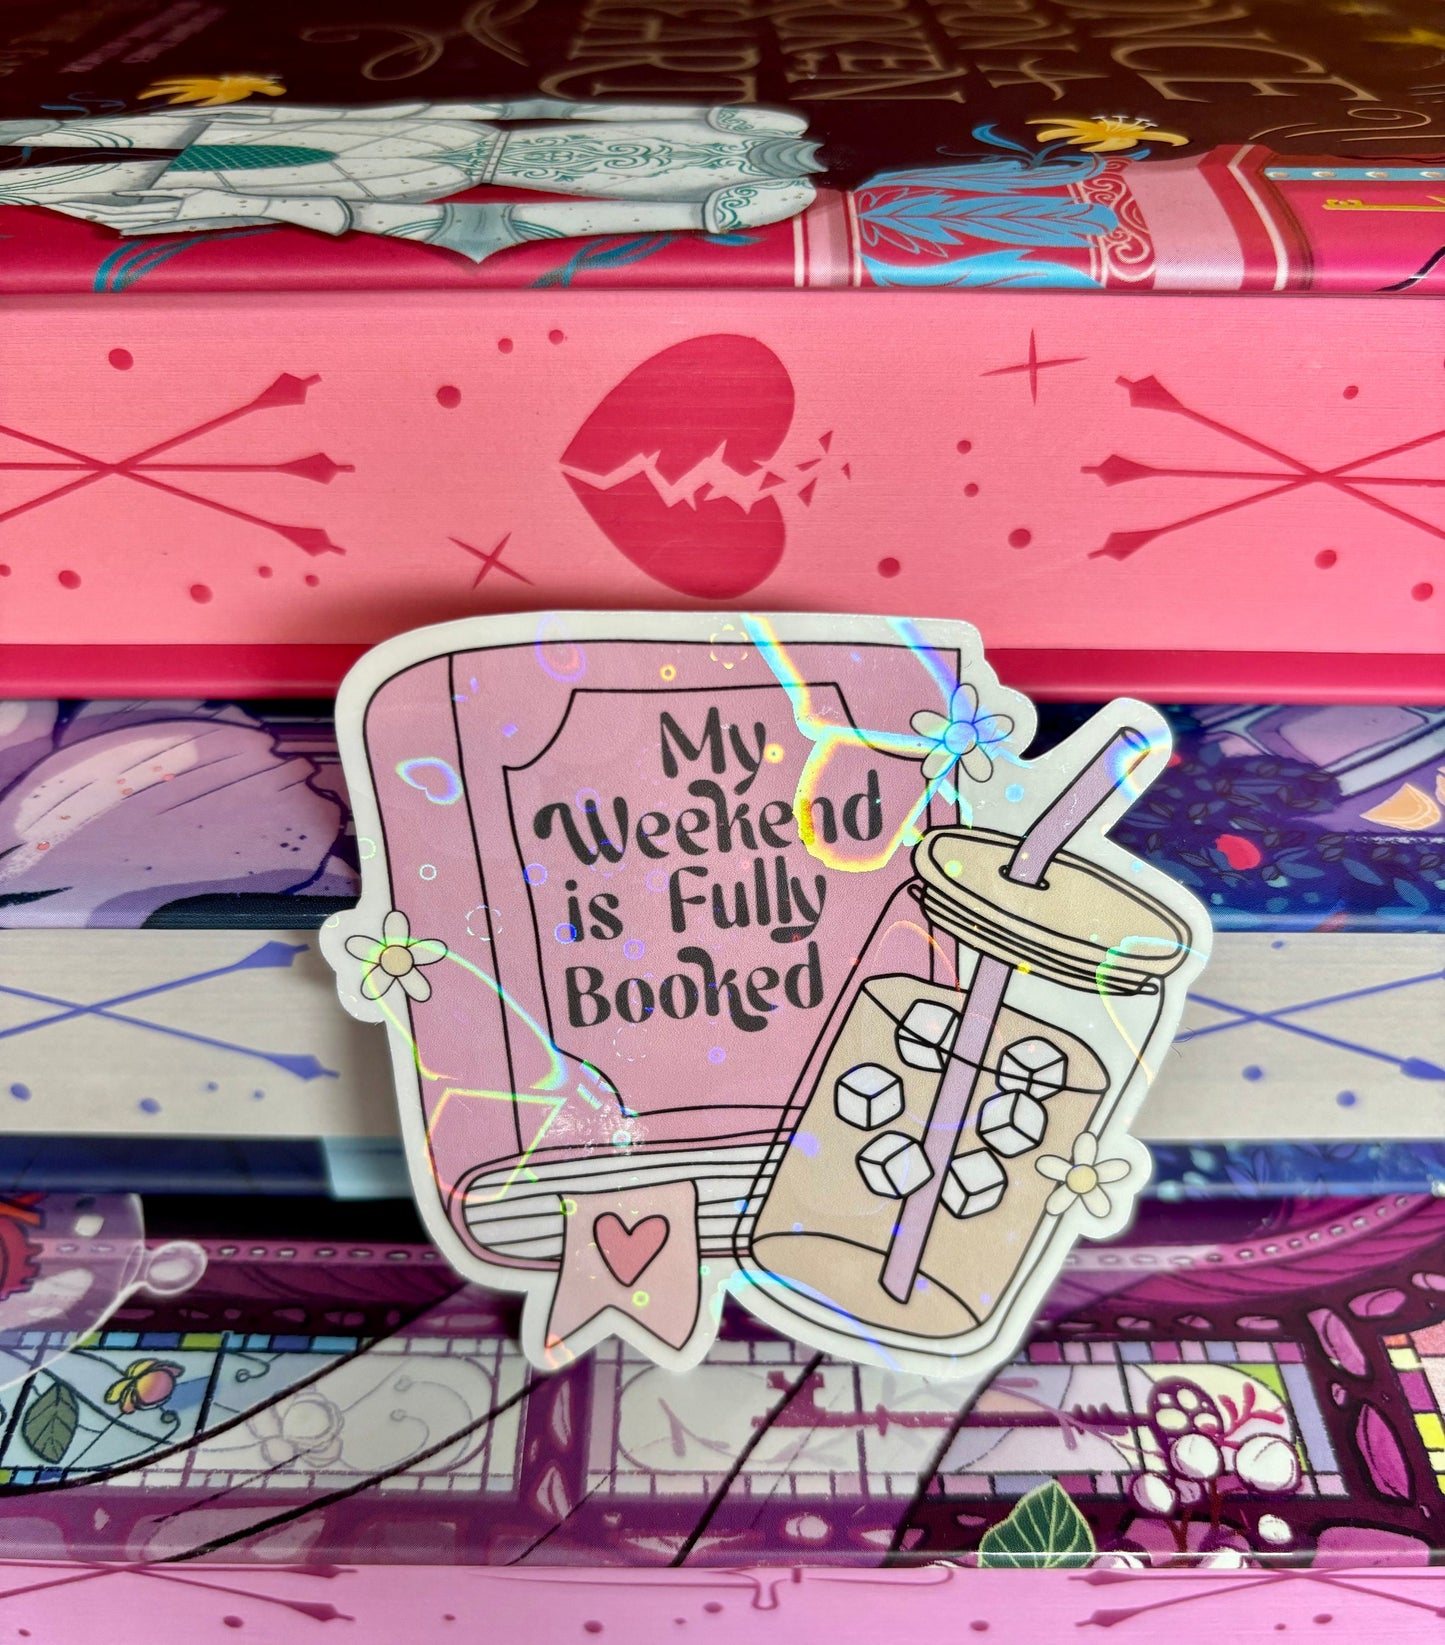 My
Weekend
is Fully
Booked